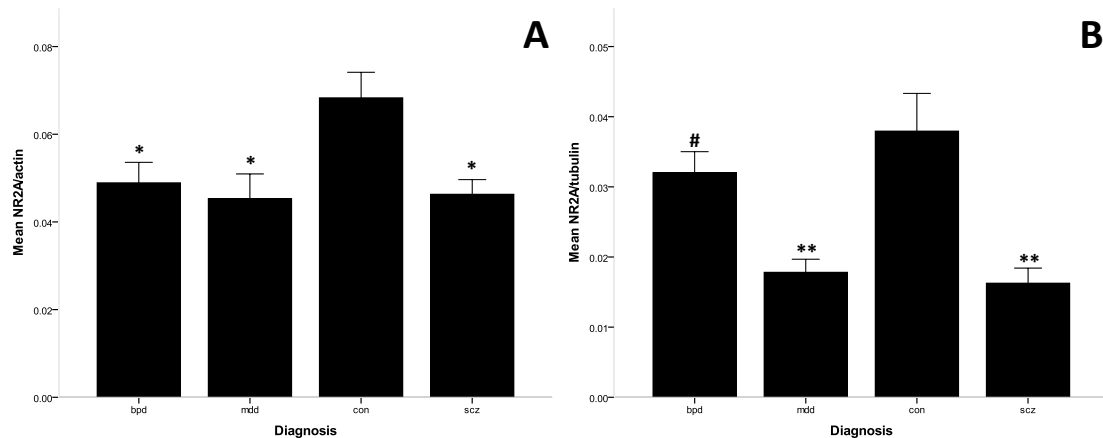 A
Mean NR2A/actin
0.08
0.06
0.04
0.02
0.00
*
*
*
bpd
mdd
con
scz
Diagnosis
B
Mean NR2A/tubulin
0.05
0.04
0.03
0.02
0.01
0.00
#
**
**
bpd
mdd
con
scz
Diagnosis